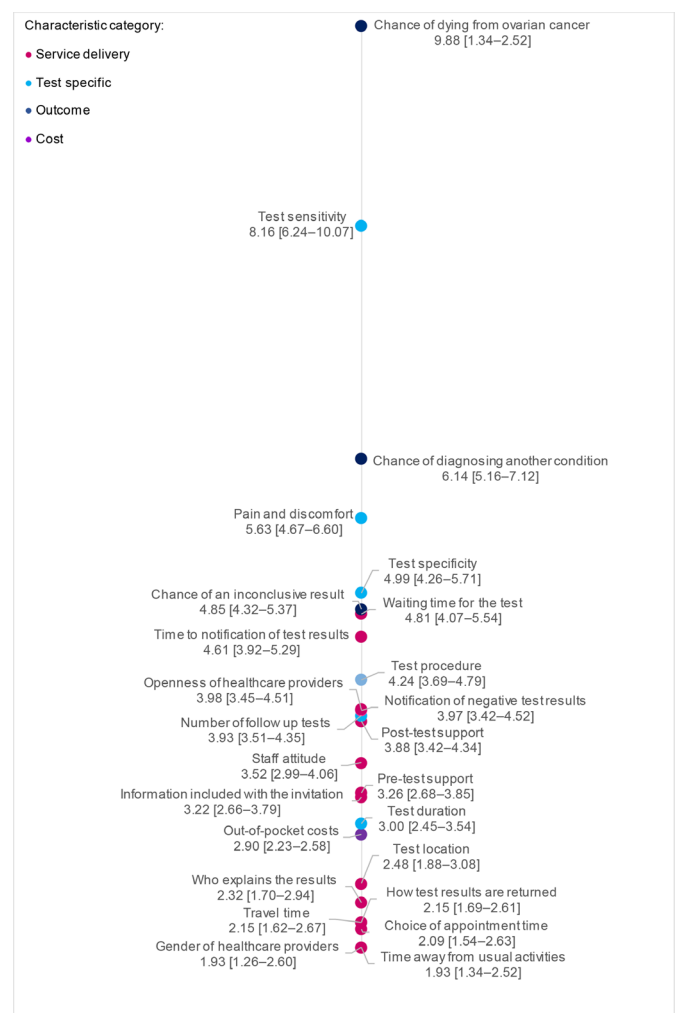 Characteristic category:
Service delivery
Test specific
Outcome
Cost
Chance of dying from ovarian cancer
9.88 [1.34–2.52]
Test sensitivity
8.16 [6.24–10.07]
Chance of diagnosing another condition
6.14 [5.16–7.12]
Pain and discomfort
5.63 [4.67–6.60]
Test specificity
4.99 [4.26–5.71]
Chance of an inconclusive result
4.85 [4.32–5.37]
Waiting time for the test
4.81 [4.07–5.54]
Time to notification of test results
4.61 [3.92–5.29]
Test procedure
4.24 [3.69–4.79]
Openness of healthcare providers
3.98 [3.45–4.51]
Notification of negative test results
3.97 [3.42–4.52]
Number of follow up tests
3.93 [3.51–4.35]
Post-test support
3.88 [3.42–4.34]
Staff attitude
3.52 [2.99–4.06]
Pre-test support
3.26 [2.68–3.85]
Information included with the invitation
3.22 [2.66–3.79]
Test duration
3.00 [2.45–3.54]
Out-of-pocket costs
2.90 [2.23–2.58]
Test location
2.48 [1.88–3.08]
Who explains the results
2.32 [1.70–2.94]
How test results are returned
2.15 [1.69–2.61]
Travel time
2.15 [1.62–2.67]
Choice of appointment time
2.09 [1.54–2.63]
Gender of healthcare providers
1.93 [1.26–2.60]
Time away from usual activities
1.93 [1.34–2.52]